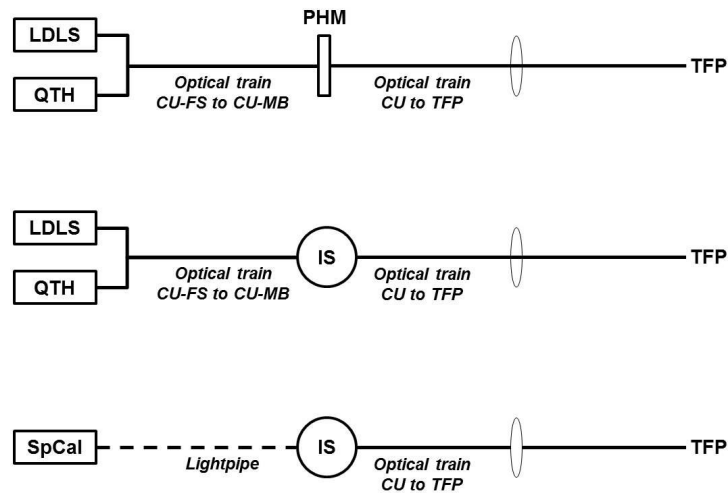 PHM
LDLS
QTH
TFP
Optical train
CU-FS to CU-MB
Optical train
CU to TFP
LDLS
QTH
IS
TFP
Optical train
CU-FS to CU-MB
Optical train
CU to TFP
SpCal
IS
TFP
Lightpipe
Optical train
CU to TFP